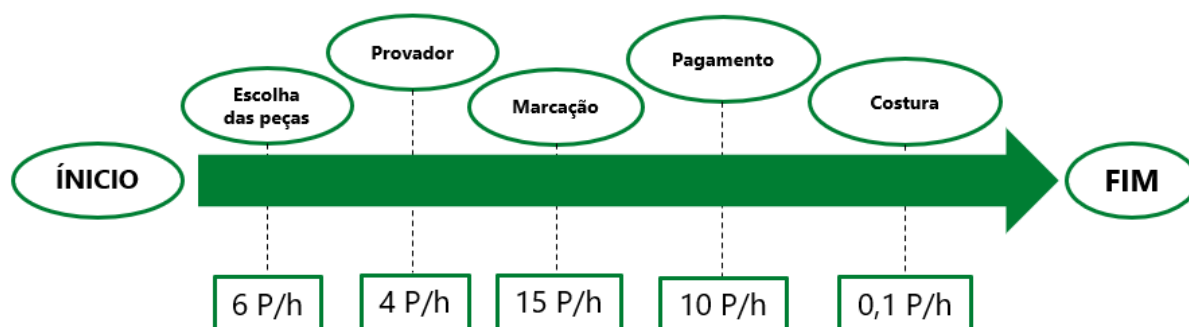 Provador
Pagamento
Escolha
das peças
Marcação
Costura
ÍNICIO
FIM
6 P/h
4 P/h
15 P/h
10 P/h
0,1 P/h